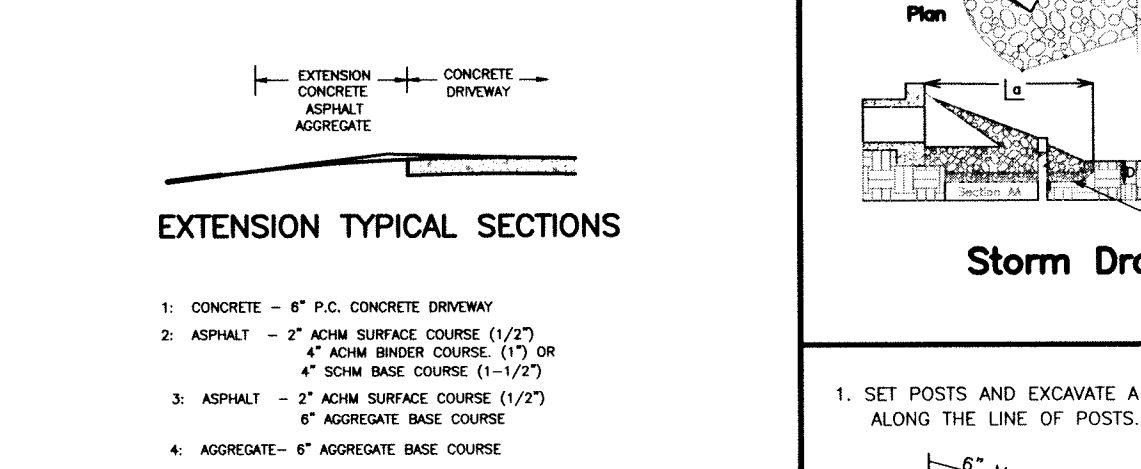 EXTENSION
CONCRETE
ASPHALT
AGGREGATE
CONCRETE
DRIVEWAY
EXTENSION TYPICAL SECTIONS
1: CONCRETE - 6" P.C. CONCRETE DRIVEWAY
2: ASPHALT - 2" ACHM SURFACE COURSE (1/2")
4" ACHM BINDER COURSE. (1") OR
4" SCHM BASE COURSE (1-1/2")
3: ASPHALT - 2" ACHM SURFACE COURSE (1/2")
6" AGGREGATE BASE COURSE
4: AGGREGATE- 6" AGGREGATE BASE COURSE
Plan
La
D
Section AA
Storm Dr
1. SET POSTS AND EXCAVATE A
ALONG THE LINE OF POSTS.
6"